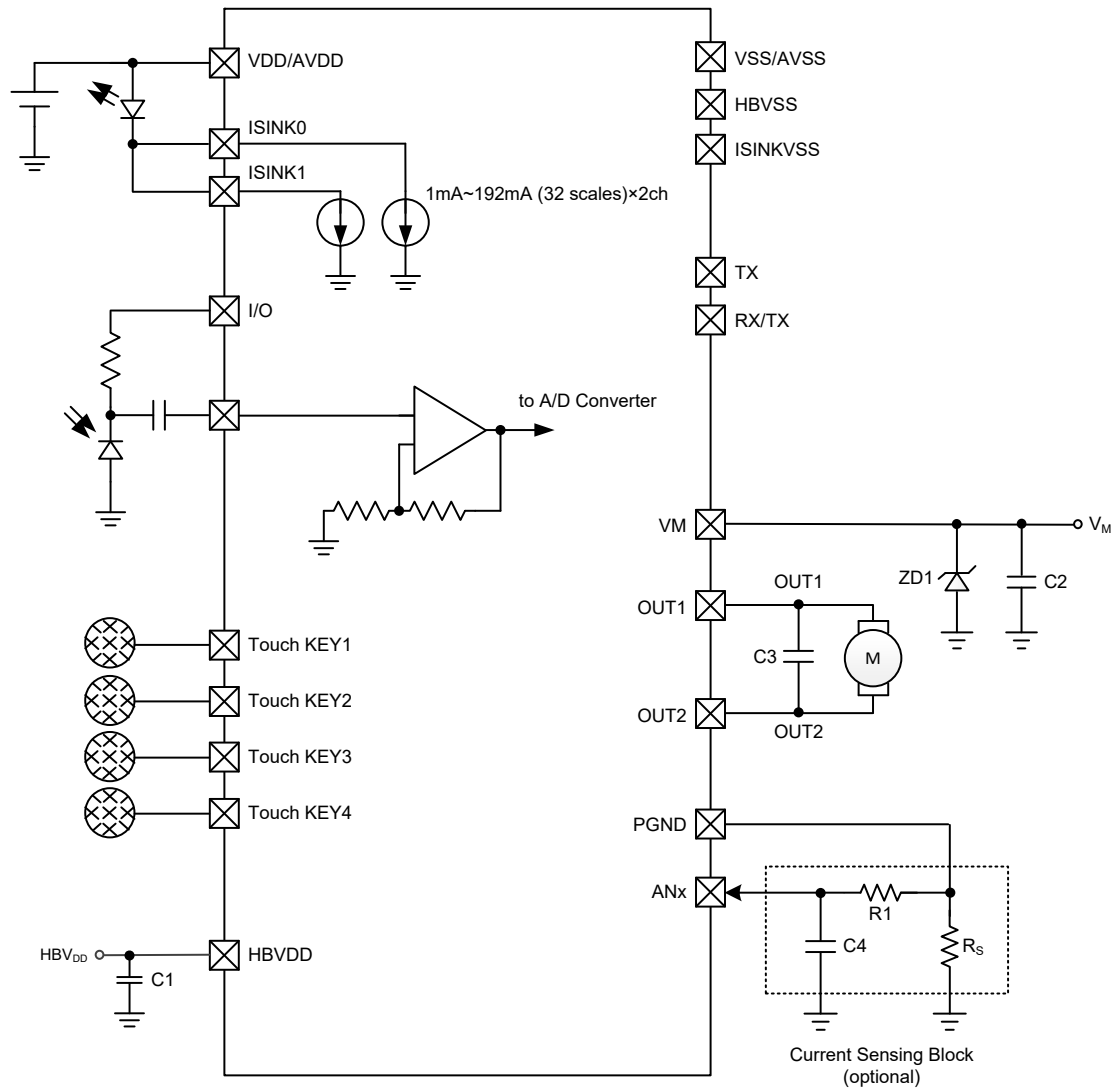 VDD/AVDD
ISINK0
ISINK1
1mA~192mA (32 scales)×2ch
I/O
to A/D Converter
Touch KEY1
Touch KEY2
Touch KEY3
Touch KEY4
HBVDD
HBVDD
C1
VSS/AVSS
HBVSS
ISINKVSS
TX
RX/TX
VM
VM
ZD1
C2
OUT1
OUT1
C3
M
OUT2
OUT2
PGND
ANx
R1
C4
RS
Current Sensing Block
(optional)